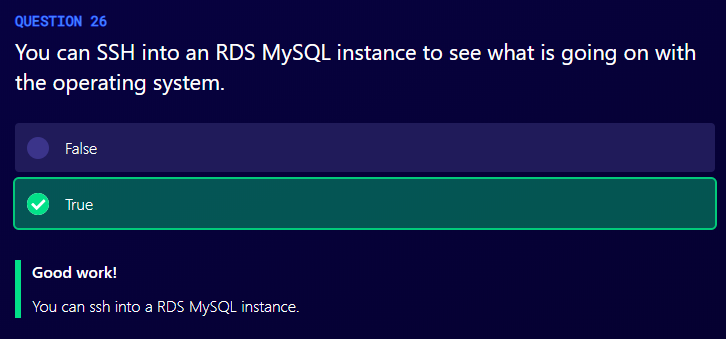 QUESTION 26
You can SSH into an RDS MySQL instance to see what is going on with
the operating system.
False
True
Good work!
You can ssh into a RDS MySQL instance.